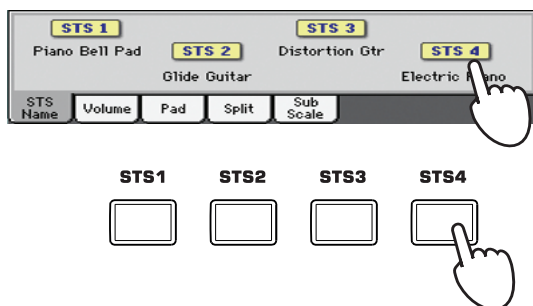 STS 1
STS 3
Piano Bell Pad
STS 2
Distortion Gtr
STS 4
Glide Guitar
Electric Piano
STS Name
Volume
Pad
Split
Sub Scale
STS1
STS2
STS3
STS4